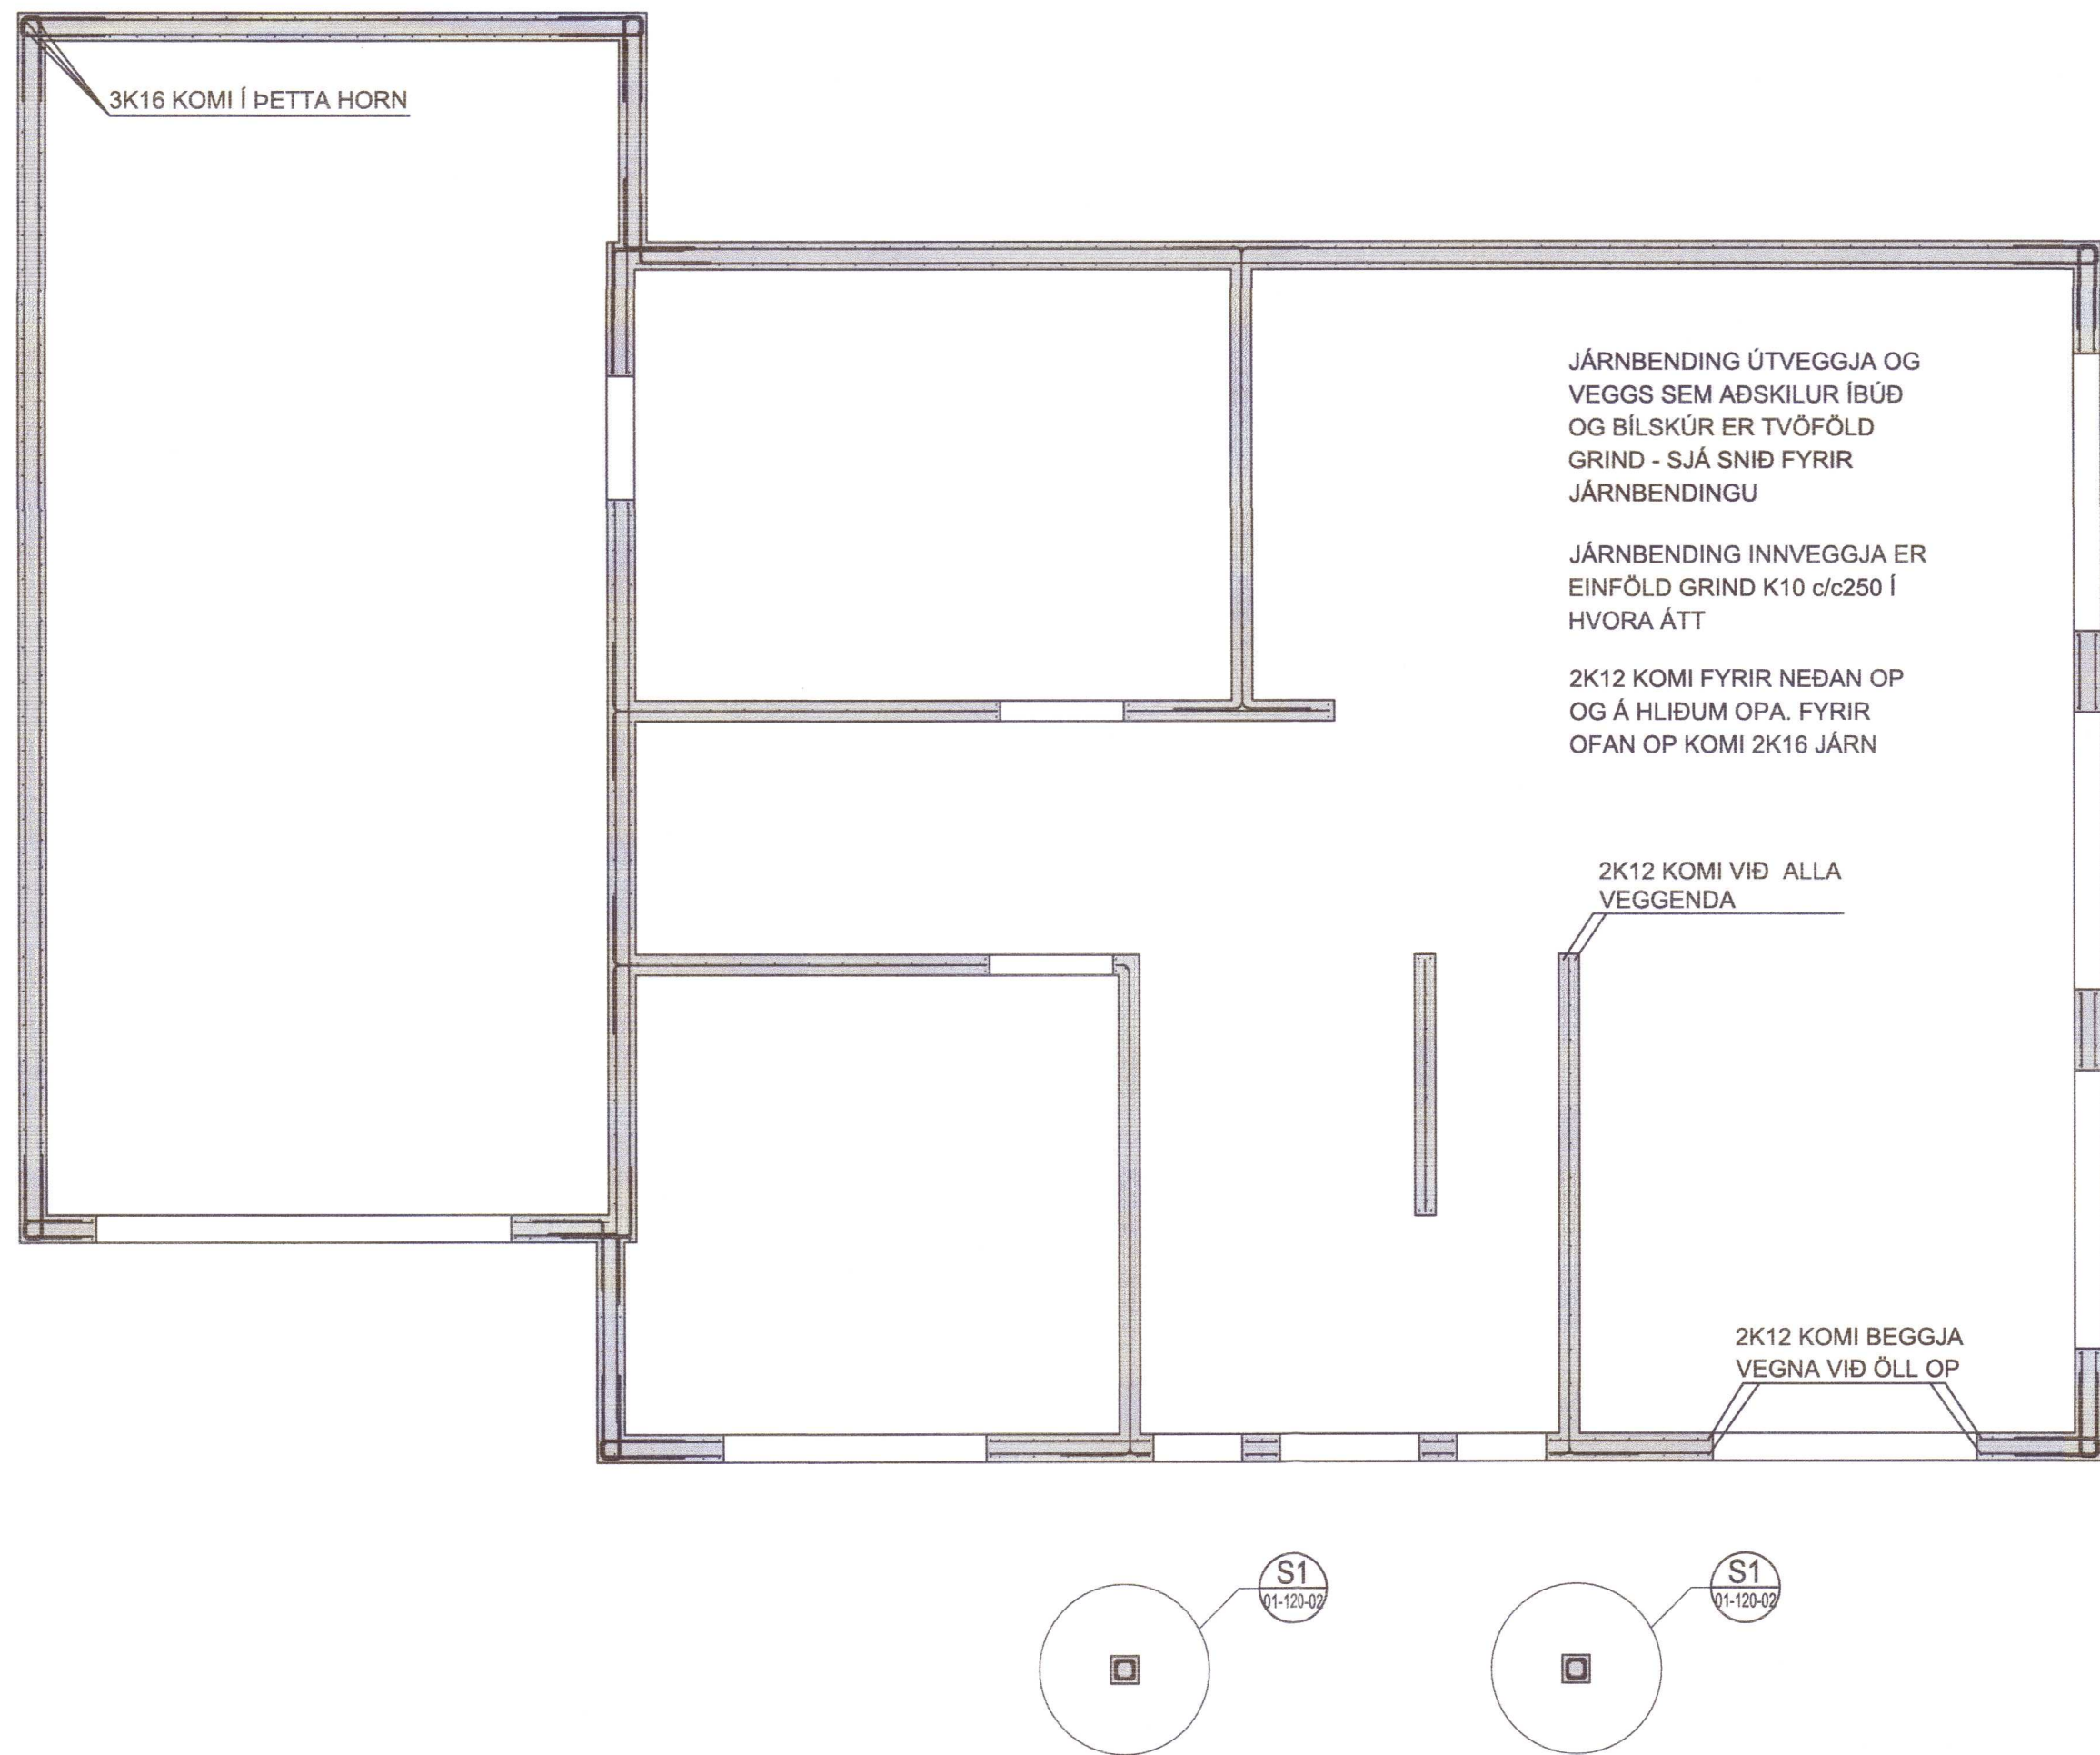 3K16 KOMI Í ÞETTA HORN
JÁRNBENDING ÚTVEGGJA OG
VEGGS SEM AÐSKILUR ÍBÚÐ
OG BÍLSKÚR ER TVÖFÖLD
GRIND - SJÁ SNIÐ FYRIR
JÁRNBENDINGU
JÁRNBENDING INNVEGGJA ER
EINFÖLD GRIND K10 c/c250 Í
HVORA ÁTT
2K12 KOMI FYRIR NEÐAN OP
OG Á HLIÐUM OPA. FYRIR
OFAN OP KOMI 2K16 JÁRN
2K12 KOMI VIÐ ALLA
VEGGENDA
2K12 KOMI BEGGJA
VEGNA VIÐ ÖLL OP
S1
01-120-02
S1
01-120-02